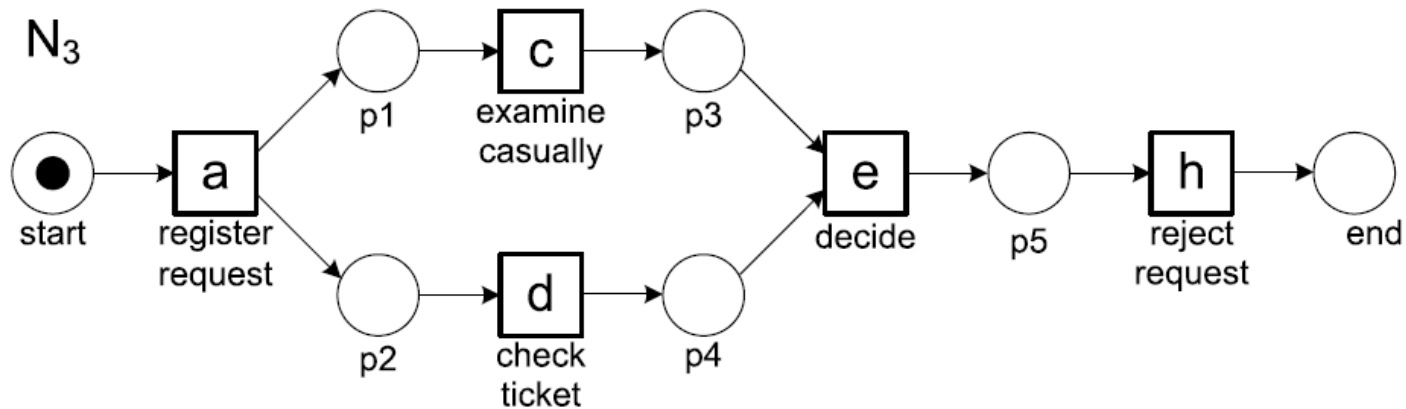 N3
start
a
register
request
p1
p2
c
examine
casually
d
check
ticket
p3
p4
e
decide
p5
h
reject
request
end